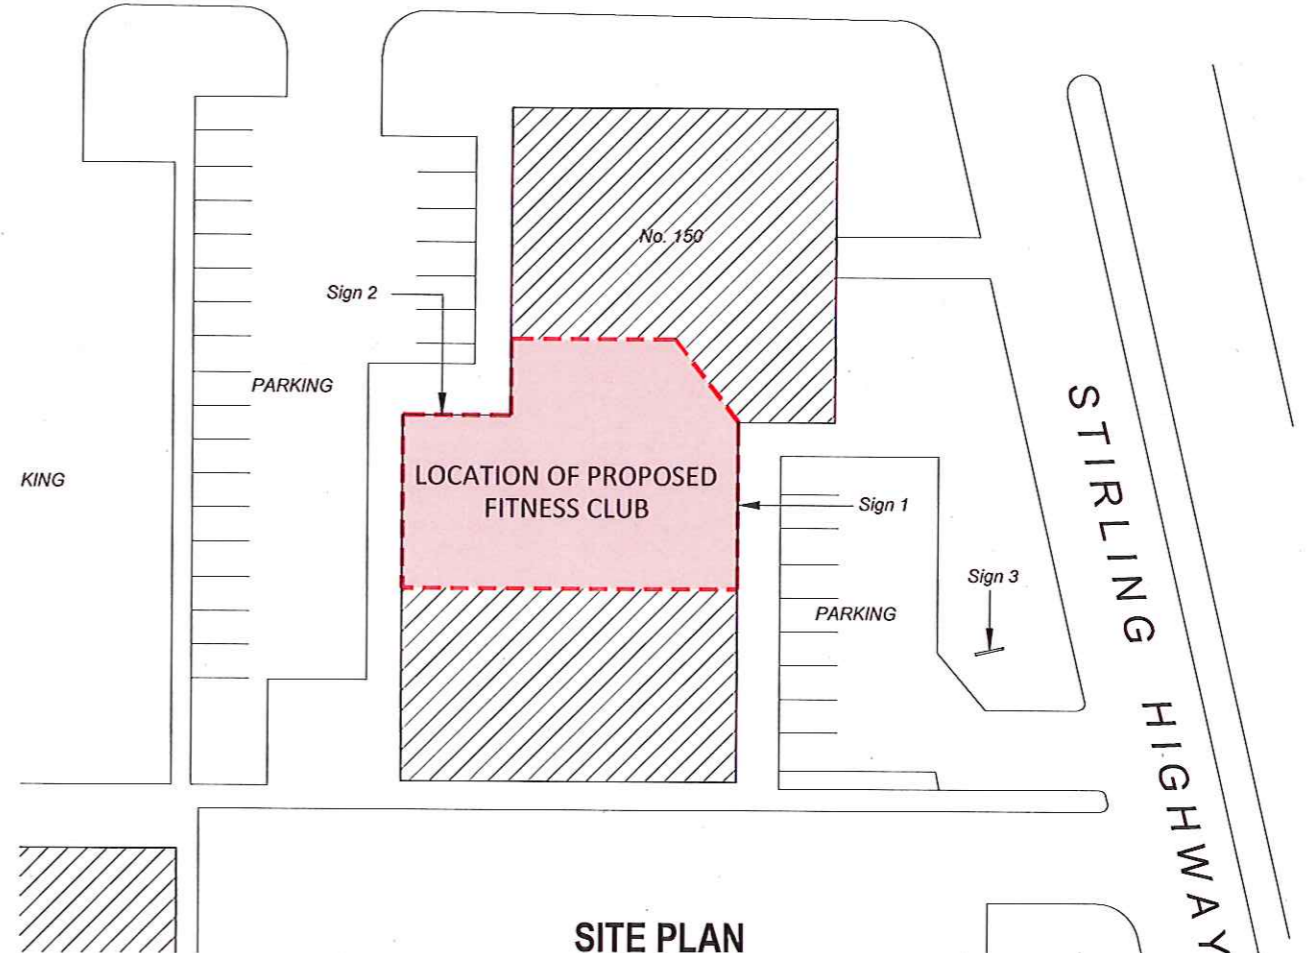 No. 150
Sign 2
PARKING
KING
LOCATION OF PROPOSED
FITNESS CLUB
Sign 1
Sign 3
PARKING
STIRLING HIGHWAY
SITE PLAN